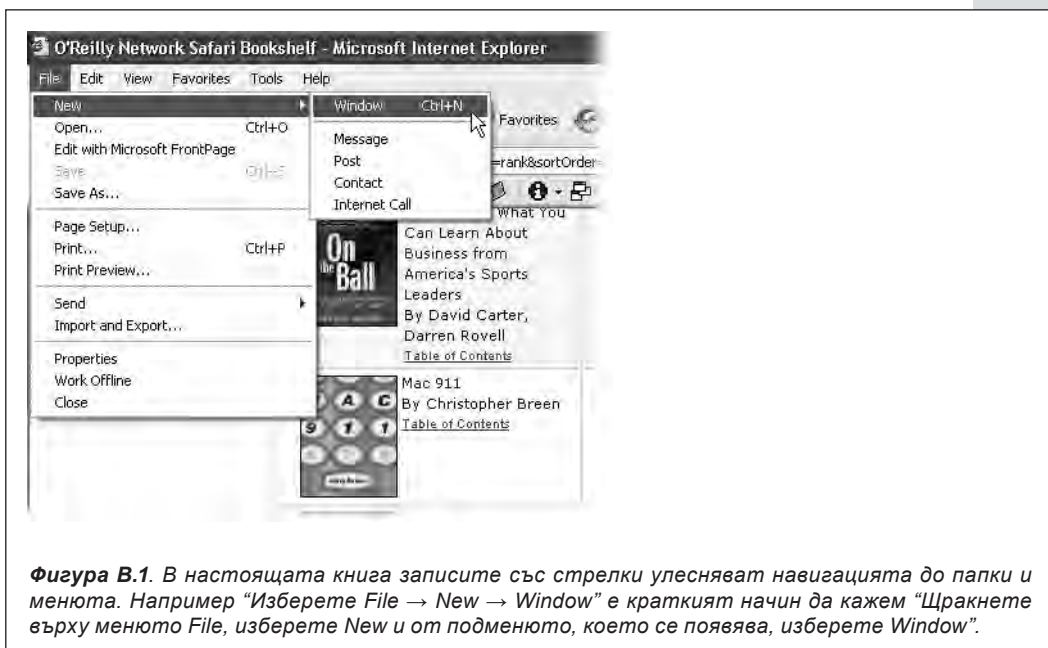 O'Reilly Network Safari Bookshelf - Microsoft Internet Explorer
File Edit View Favorites Tools Help
New
Open... Ctrl+O
Edit with Microsoft FrontPage
Save Ctrl+S
Save As...
Page Setup...
Print... Ctrl+P
Print Preview...
Send
Import and Export...
Properties
Work Offline
Close
Window Ctrl+N
Message
Post
Contact
Internet Call
Favorites
=rank&sortOrder=
On
the Ball
What You
Can Learn About
Business from
America's Sports
Leaders
By David Carter,
Darren Rovell
Table of Contents
Mac 911
By Christopher Breen
Table of Contents
A C
9 1 1
Фигура В.1. В настоящата книга записите със стрелки улесняват навигацията до папки и
менюта. Например “Изберете File → New → Window” е краткият начин да кажем “Щракнете
върху менюто File, изберете New и от подменюто, което се появява, изберете Window”.